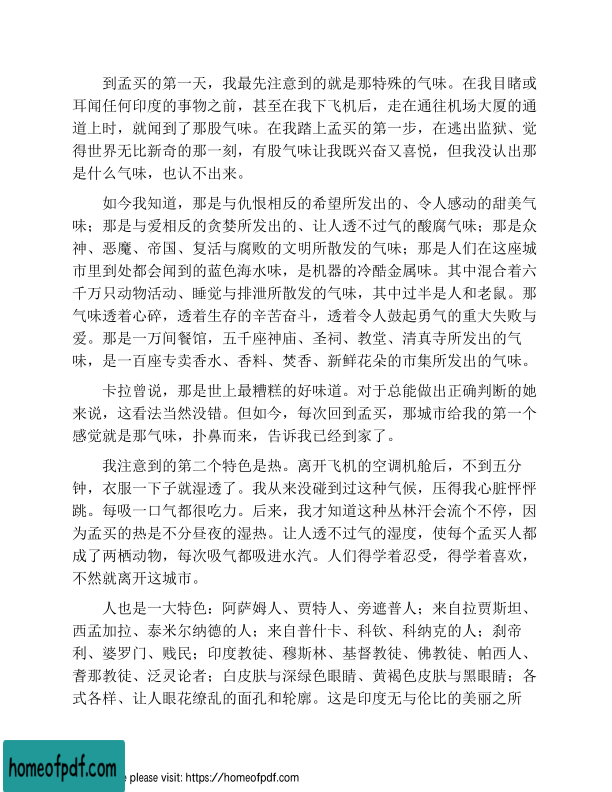 到孟买的第一天，我最先注意到的就是那特殊的气味。在我目睹或
耳闻任何印度的事物之前，甚至在我下飞机后，走在通往机场大厦的通
道上时，就闻到了那股气味。在我踏上孟买的第一步，在逃出监狱、觉
得世界无比新奇的那一刻，有股气味让我既兴奋又喜悦，但我没认出那
是什么气味，也认不出来。
如今我知道，那是与仇恨相反的希望所发出的、令人感动的甜美气
味；那是与爱相反的贪婪所发出的、让人透不过气的酸腐气味；那是众
神、恶魔、帝国、复活与腐败的文明所散发的气味；那是人们在这座城
市里到处都会闻到的蓝色海水味，是机器的冷酷金属味。其中混合着六
千万只动物活动、睡觉与排泄所散发的气味，其中过半是人和老鼠。那
气味透着心碎，透着生存的辛苦奋斗，透着令人鼓起勇气的重大失败与
爱。那是一万间餐馆，五千座神庙、圣祠、教堂、清真寺所发出的气
味，是一百座专卖香水、香料、焚香、新鲜花朵的市集所发出的气味。
卡拉曾说，那是世上最糟糕的好味道。对于总能做出正确判断的她
来说，这看法当然没错。但如今，每次回到孟买，那城市给我的第一个
感觉就是那气味，扑鼻而来，告诉我已经到家了。
我注意到的第二个特色是热。离开飞机的空调机舱后，不到五分
钟，衣服一下子就湿透了。我从来没碰到过这种气候，压得我心脏怦怦
跳。每吸一口气都很吃力。后来，我才知道这种丛林汗会流个不停，因
为孟买的热是不分昼夜的湿热。让人透不过气的湿度，使每个孟买人都
成了两栖动物，每次吸气都吸进水汽。人们得学着忍受，得学着喜欢，
不然就离开这城市。
人也是一大特色：阿萨姆人、贾特人、旁遮普人；来自拉贾斯坦、
西孟加拉、泰米尔纳德的人；来自普什卡、科钦、科纳克的人；刹帝
利、婆罗门、贱民；印度教徒、穆斯林、基督教徒、佛教徒、帕西人、
耆那教徒、泛灵论者；白皮肤与深绿色眼睛、黄褐色皮肤与黑眼睛；各
式各样、让人眼花缭乱的面孔和轮廓。这是印度无与伦比的美丽之所
homeofpdf.com
e please visit: https://homeofpdf.com